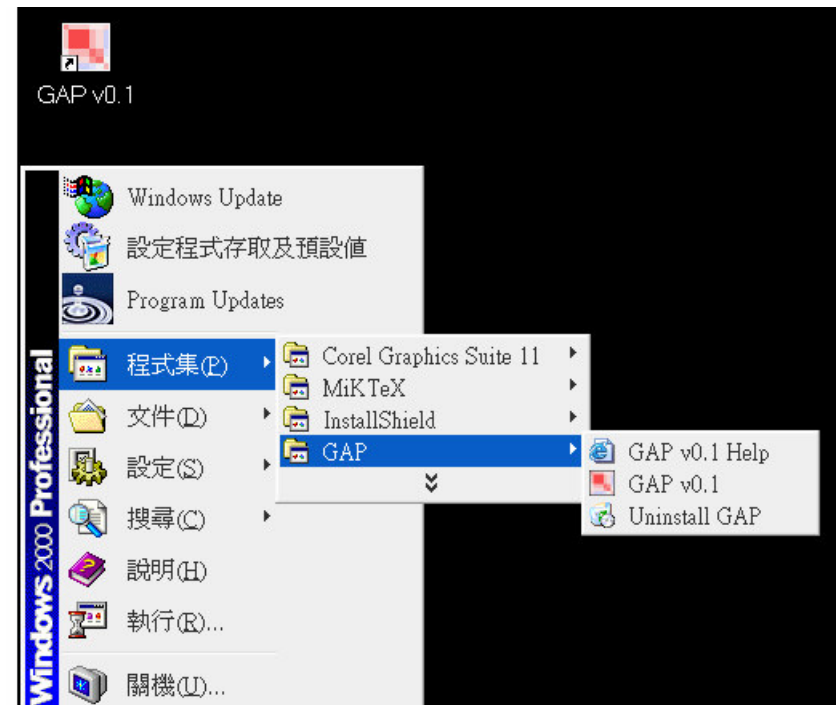 GAP v0.1
Windows Update
設定程式存取及預設值
Program Updates
程式集(P)
文件(D)
設定(S)
搜尋(C)
說明(H)
執行(R)...
關機(U)...
Windows 2000 Professional
Corel Graphics Suite 11
MiKTeX
InstallShield
GAP
GAP v0.1 Help
GAP v0.1
Uninstall GAP